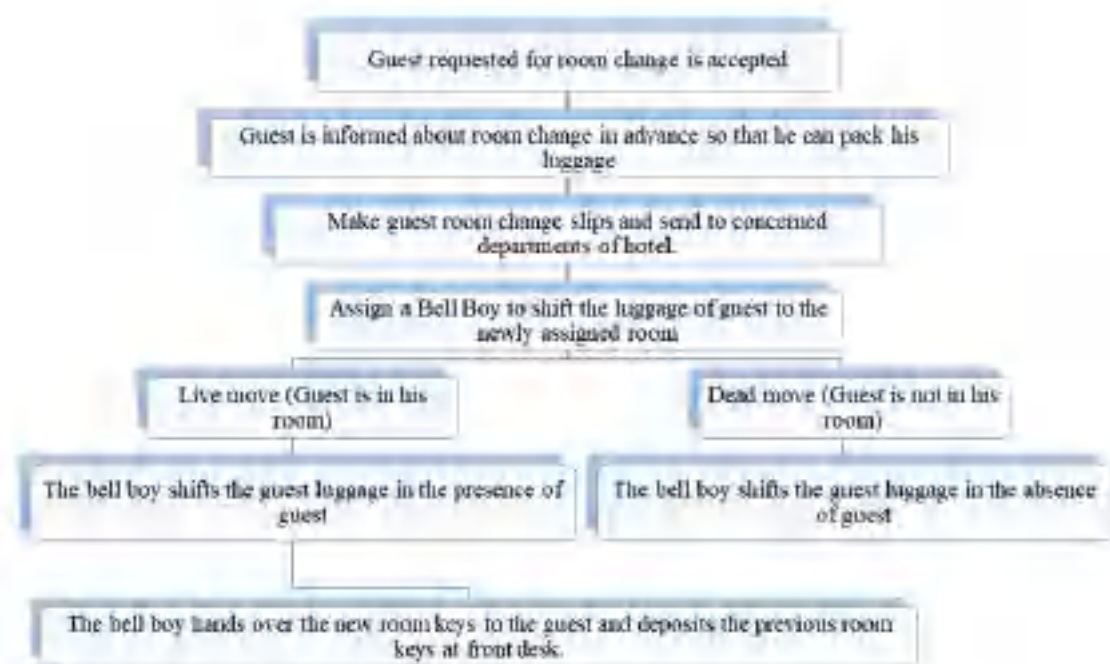 Guest requested for room change is accepted
Guest is informed about room change in advance so that he can pack his
luggage
Make guest room change slips and send to concerned
departments of hotel.
Assign a Bell Boy to shift the luggage of guest to the
newly assigned room
Live move (Guest is in his
room)
Dead move (Guest is not in his
room)
The bell boy shifts the guest luggage in the presence of
guest
The bell boy shifts the guest luggage in the absence
of guest
The bell boy hands over the new room keys to the guest and deposits the previous room
keys at front desk.